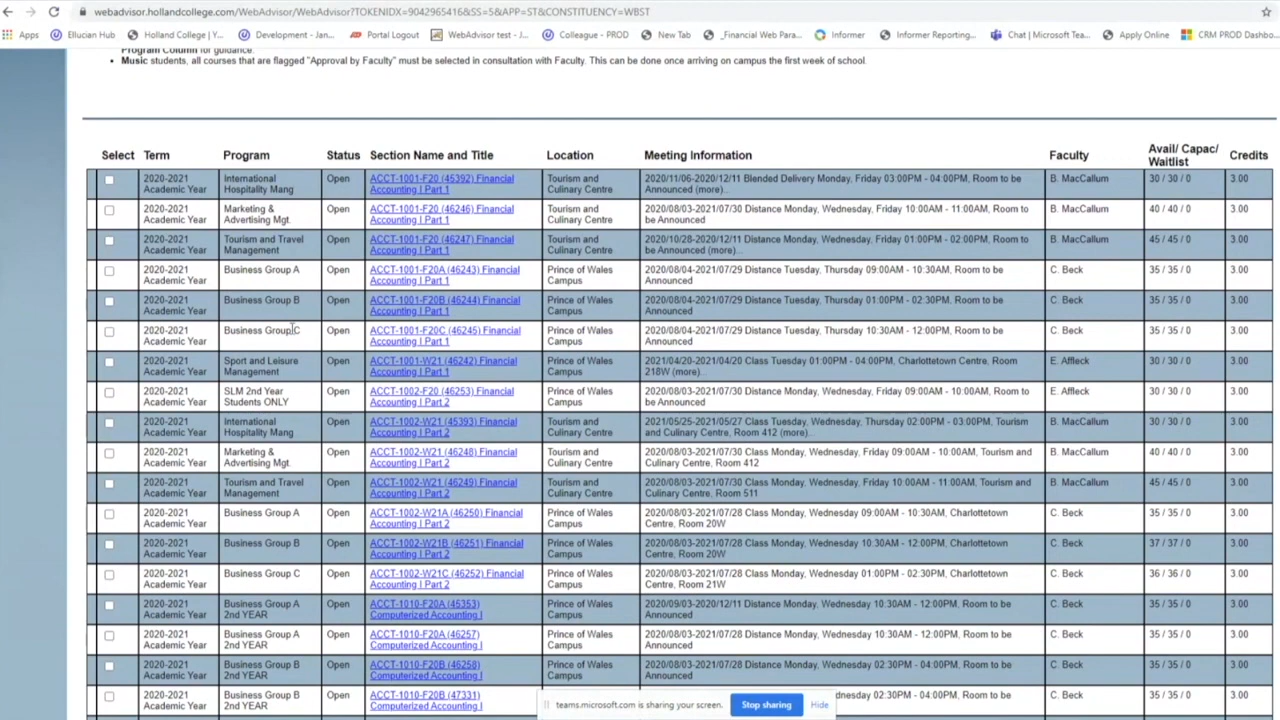 webadvisor.hollandcollege.com/WebAdvisor/WebAdvisor?TOKENIDX=9042965416&SS=5&APP=ST&CONSTITUENCY=WBST
Apps Ellucian Hub Holland College | Y... Development - Jan... Portal Logout WebAdvisor test - J... Colleague - PROD New Tab _Financial Web Para... Informer Informer Reporting... Chat | Microsoft Tea... Apply Online CRM PROD Dashbo...
Program Column for guidance.
• Music students, all courses that are flagged "Approval by Faculty" must be selected in consultation with Faculty. This can be done once arriving on campus the first week of school.
Select Term Program Status Section Name and Title Location Meeting Information Faculty Avail/ Capac/ Waitlist Credits
2020-2021 International Open ACCT-1001-F20 (45392) Financial Tourism and 2020/11/06-2020/12/11 Blended Delivery Monday, Friday 03:00PM - 04:00PM, Room to be B. MacCallum 30 / 30 / 0 3.00
Academic Year Hospitality Mang Accounting I Part 1 Culinary Centre Announced (more)...
2020-2021 Marketing & Open ACCT-1001-F20 (46246) Financial Tourism and 2020/08/03-2021/07/30 Distance Monday, Wednesday, Friday 10:00AM - 11:00AM, Room to B. MacCallum 40 / 40 / 0 3.00
Academic Year Advertising Mgt. Accounting I Part 1 Culinary Centre be Announced
2020-2021 Tourism and Travel Open ACCT-1001-F20 (46247) Financial Tourism and 2020/10/28-2020/12/11 Distance Monday, Wednesday, Friday 01:00PM - 02:00PM, Room to B. MacCallum 45 / 45 / 0 3.00
Academic Year Management Accounting I Part 1 Culinary Centre be Announced (more)...
2020-2021 Business Group A Open ACCT-1001-F20A (46243) Financial Prince of Wales 2020/08/04-2021/07/29 Distance Tuesday, Thursday 09:00AM - 10:30AM, Room to be C. Beck 35 / 35 / 0 3.00
Academic Year Accounting I Part 1 Campus Announced
2020-2021 Business Group B Open ACCT-1001-F20B (46244) Financial Prince of Wales 2020/08/04-2021/07/29 Distance Tuesday, Thursday 01:00PM - 02:30PM, Room to be C. Beck 35 / 35 / 0 3.00
Academic Year Accounting I Part 1 Campus Announced
2020-2021 Business Group C Open ACCT-1001-F20C (46245) Financial Prince of Wales 2020/08/04-2021/07/29 Distance Tuesday, Thursday 10:30AM - 12:00PM, Room to be C. Beck 35 / 35 / 0 3.00
Academic Year Accounting I Part 1 Campus Announced
2020-2021 Sport and Leisure Open ACCT-1001-W21 (46242) Financial Prince of Wales 2021/04/20-2021/04/20 Class Tuesday 01:00PM - 04:00PM, Charlottetown Centre, Room E. Affleck 30 / 30 / 0 3.00
Academic Year Management Accounting I Part 1 Campus 218W (more)...
2020-2021 SLM 2nd Year Open ACCT-1002-F20 (46253) Financial Prince of Wales 2020/08/03-2021/07/30 Distance Monday, Wednesday, Friday 09:00AM - 10:00AM, Room to E. Affleck 30 / 30 / 0 3.00
Academic Year Students ONLY Accounting I Part 2 Campus be Announced
2020-2021 International Open ACCT-1002-W21 (45393) Financial Tourism and 2021/05/25-2021/05/27 Class Tuesday, Wednesday, Thursday 02:00PM - 03:00PM, Tourism B. MacCallum 30 / 30 / 0 3.00
Academic Year Hospitality Mang Accounting I Part 2 Culinary Centre and Culinary Centre, Room 412 (more)...
2020-2021 Marketing & Open ACCT-1002-W21 (46248) Financial Tourism and 2020/08/03-2021/07/30 Class Monday, Wednesday, Friday 09:00AM - 10:00AM, Tourism and B. MacCallum 40 / 40 / 0 3.00
Academic Year Advertising Mgt Accounting I Part 2 Culinary Centre Culinary Centre, Room 412
2020-2021 Tourism and Travel Open ACCT-1002-W21 (46249) Financial Tourism and 2020/08/03-2021/07/30 Class Monday, Wednesday, Friday 10:00AM - 11:00AM, Tourism and B. MacCallum 45 / 45 / 0 3.00
Academic Year Management Accounting I Part 2 Culinary Centre Culinary Centre, Room 511
2020-2021 Business Group A Open ACCT-1002-W21A (46250) Financial Prince of Wales 2020/08/03-2021/07/28 Class Monday, Wednesday 09:00AM - 10:30AM, Charlottetown C. Beck 35 / 35 / 0 3.00
Academic Year Accounting I Part 2 Campus Centre, Room 20W
2020-2021 Business Group B Open ACCT-1002-W21B (46251) Financial Prince of Wales 2020/08/03-2021/07/28 Class Monday, Wednesday 10:30AM - 12:00PM, Charlottetown C. Beck 37 / 37 / 0 3.00
Academic Year Accounting I Part 2 Campus Centre, Room 20W
2020-2021 Business Group C Open ACCT-1002-W21C (46252) Financial Prince of Wales 2020/08/03-2021/07/28 Class Monday, Wednesday 01:00PM - 02:30PM, Charlottetown C. Beck 36 / 36 / 0 3.00
Academic Year Accounting I Part 2 Campus Centre, Room 21W
2020-2021 Business Group A Open ACCT-1010-F20A (45353) Prince of Wales 2020/09/03-2020/12/11 Distance Monday, Wednesday 10:30AM - 12:00PM, Room to be C. Beck 35 / 35 / 0 3.00
Academic Year 2nd YEAR Computerized Accounting I Campus Announced
2020-2021 Business Group A Open ACCT-1010-F20A (46257) Prince of Wales 2020/08/03-2021/07/28 Distance Monday, Wednesday 10:30AM - 12:00PM, Room to be C. Beck 35 / 35 / 0 3.00
Academic Year 2nd YEAR Computerized Accounting I Campus Announced
2020-2021 Business Group B Open ACCT-1010-F20B (46258) Prince of Wales 2020/08/03-2021/07/28 Distance Monday, Wednesday 02:30PM - 04:00PM, Room to be C. Beck 35 / 35 / 0 3.00
Academic Year 2nd YEAR Computerized Accounting I Campus Announced
2020-2021 Business Group B Open ACCT-1010-F20B (47331) Prince of Wales dnesday 02:30PM - 04:00PM, Room to be C. Beck 35 / 35 / 0 3.00
Academic Year 2nd YEAR Computerized Accounting I Campus
teams.microsoft.com is sharing your screen. Stop sharing Hide